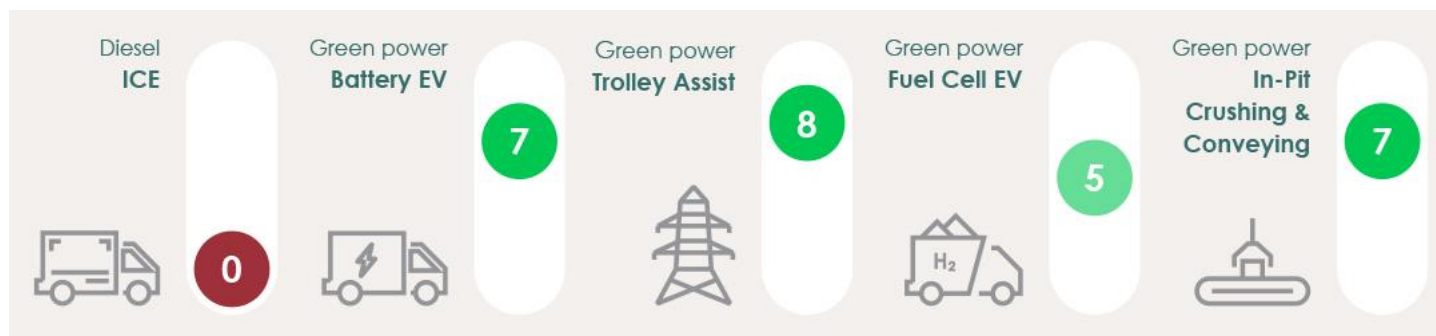 Diesel
ICE
0
Green power
Battery EV
7
Green power
Trolley Assist
8
Green power
Fuel Cell EV
H₂
5
Green power
In-Pit
Crushing &
Conveying
7